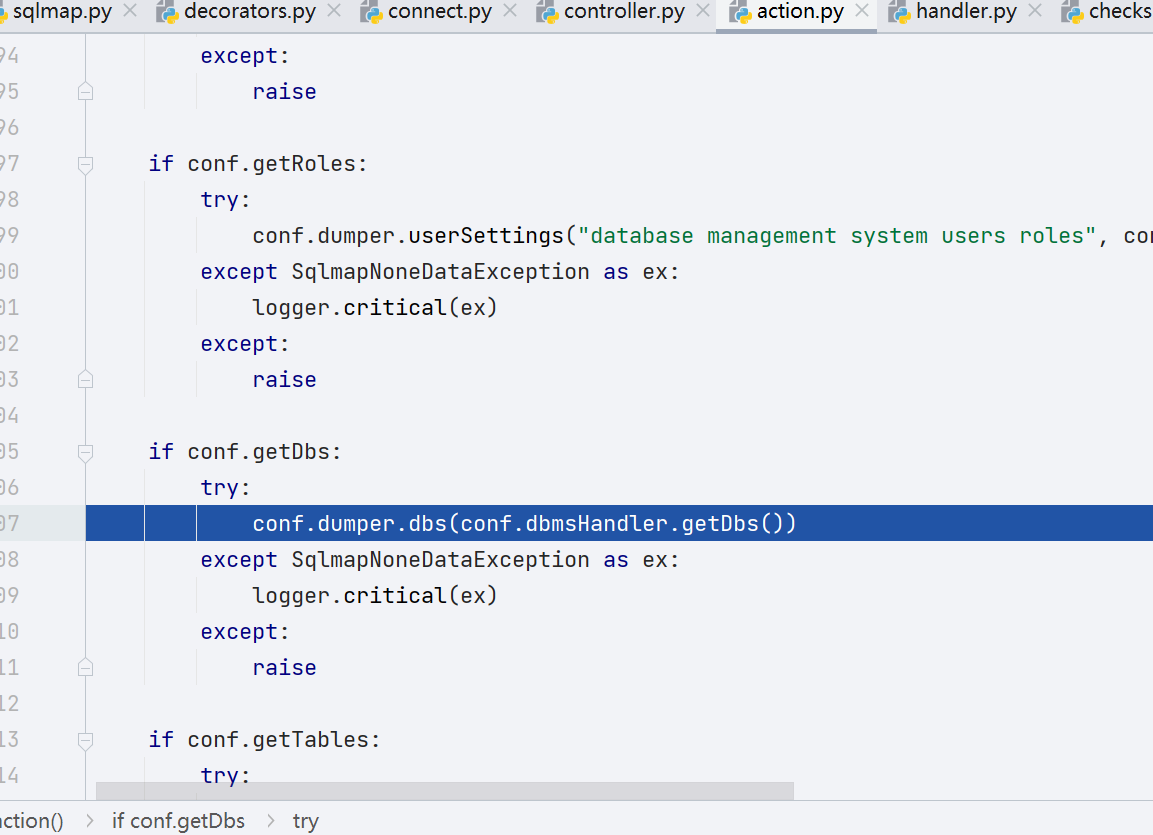 sqlmap.py decorators.py connect.py controller.py action.py handler.py checks
94 except:
95 raise
96
97 if conf.getRoles:
98 try:
99 conf.dumper.userSettings("database management system users roles", con
00 except SqlmapNoneDataException as ex:
01 logger.critical(ex)
02 except:
03 raise
04
05 if conf.getDbs:
06 try:
07 conf.dumper.dbs(conf.dbmsHandler.getDbs())
08 except SqlmapNoneDataException as ex:
09 logger.critical(ex)
10 except:
11 raise
12
13 if conf.getTables:
14 try:
action() > if conf.getDbs > try